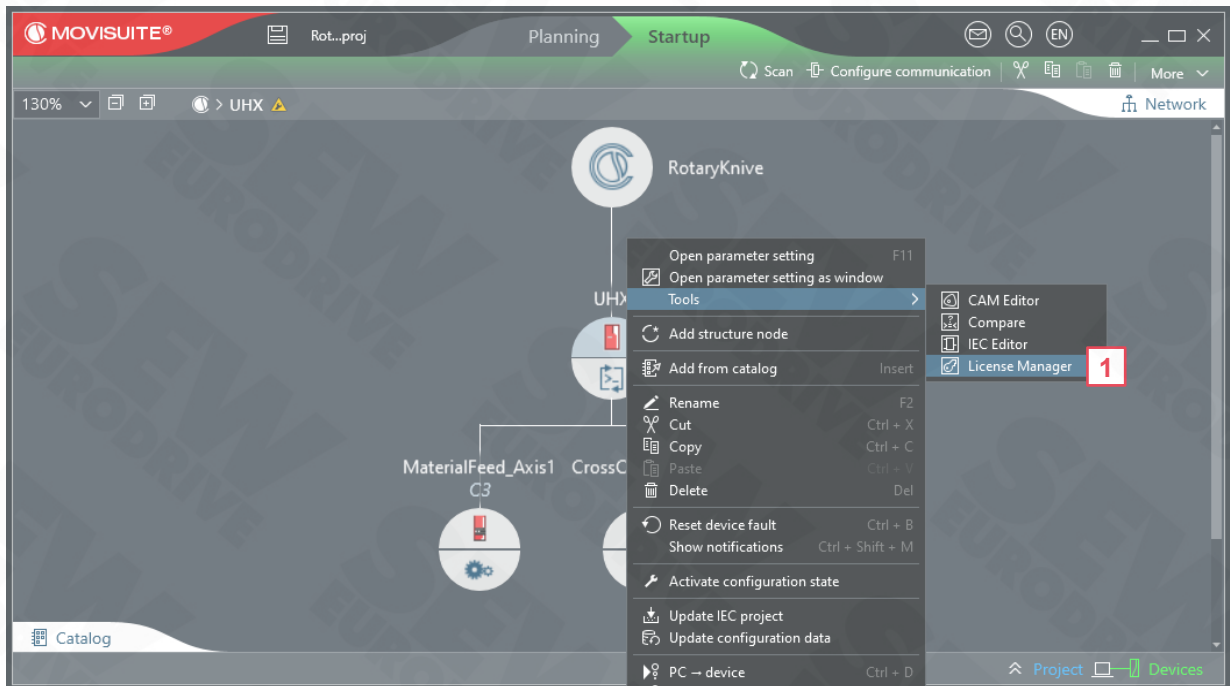 MOVISUITE®
Rot...proj
Planning
Startup
EN
Scan
Configure communication
More
130%
> UHX
Network
RotaryKnive
UHX
MaterialFeed_Axis1
C3
CrossC
Open parameter setting F11
Open parameter setting as window
Tools
Add structure node
Add from catalog Insert
Rename F2
Cut Ctrl + X
Copy Ctrl + C
Paste Ctrl + V
Delete Del
Reset device fault Ctrl + B
Show notifications Ctrl + Shift + M
Activate configuration state
Update IEC project
Update configuration data
PC → device Ctrl + D
CAM Editor
Compare
IEC Editor
License Manager
1
Catalog
Project
Devices
SEW
EURODRIVE